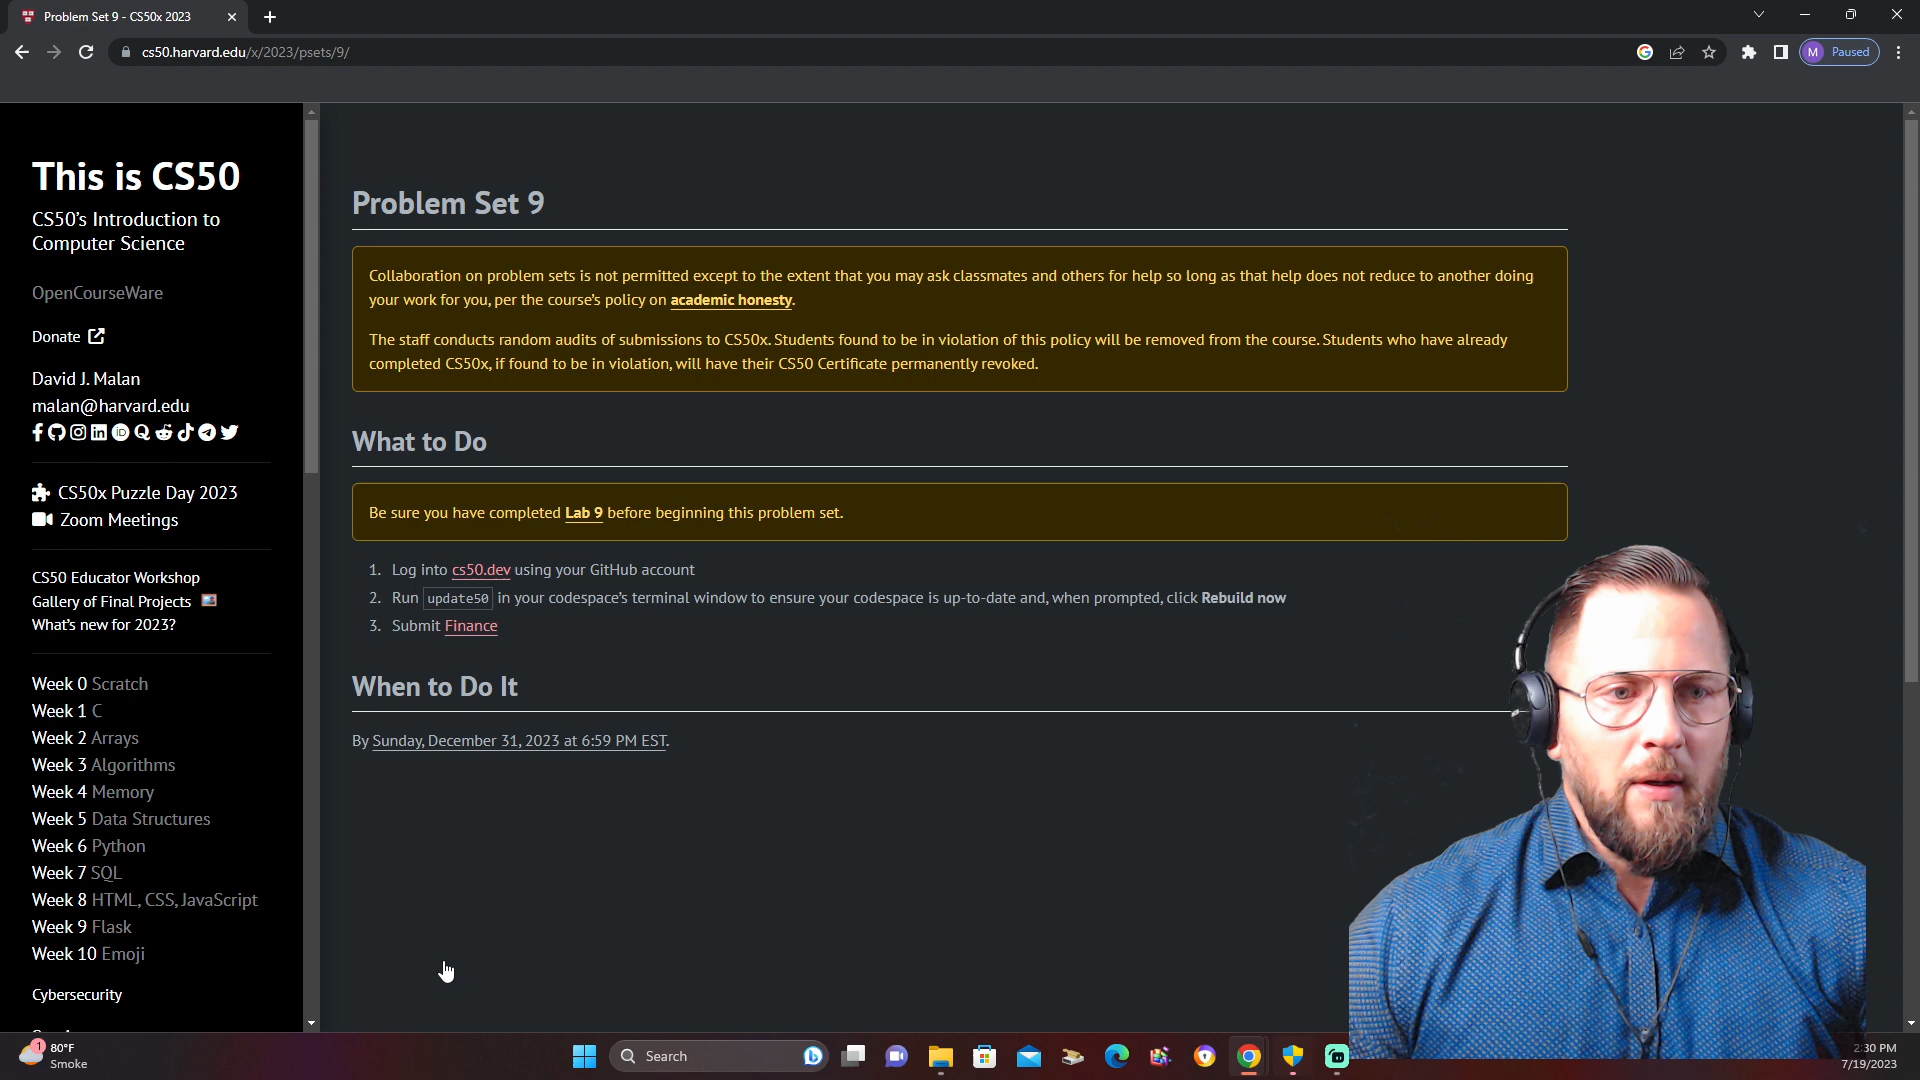 Problem Set 9 - CS50x 2023
cs50.harvard.edu/x/2023/psets/9/
M Paused
This is CS50
CS50's Introduction to
Computer Science
OpenCourseWare
Donate
David J. Malan
malan@harvard.edu
CS50x Puzzle Day 2023
Zoom Meetings
CS50 Educator Workshop
Gallery of Final Projects
What's new for 2023?
Week 0 Scratch
Week 1 C
Week 2 Arrays
Week 3 Algorithms
Week 4 Memory
Week 5 Data Structures
Week 6 Python
Week 7 SQL
Week 8 HTML, CSS, JavaScript
Week 9 Flask
Week 10 Emoji
Cybersecurity
Problem Set 9
Collaboration on problem sets is not permitted except to the extent that you may ask classmates and others for help so long as that help does not reduce to another doing
your work for you, per the course's policy on academic honesty.
The staff conducts random audits of submissions to CS50x. Students found to be in violation of this policy will be removed from the course. Students who have already
completed CS50x, if found to be in violation, will have their CS50 Certificate permanently revoked.
What to Do
Be sure you have completed Lab 9 before beginning this problem set.
1. Log into cs50.dev using your GitHub account
2. Run update50 in your codespace's terminal window to ensure your codespace is up-to-date and, when prompted, click Rebuild now
3. Submit Finance
When to Do It
By Sunday, December 31, 2023 at 6:59 PM EST.
1
80°F
Smoke
Search
2:30 PM
7/19/2023